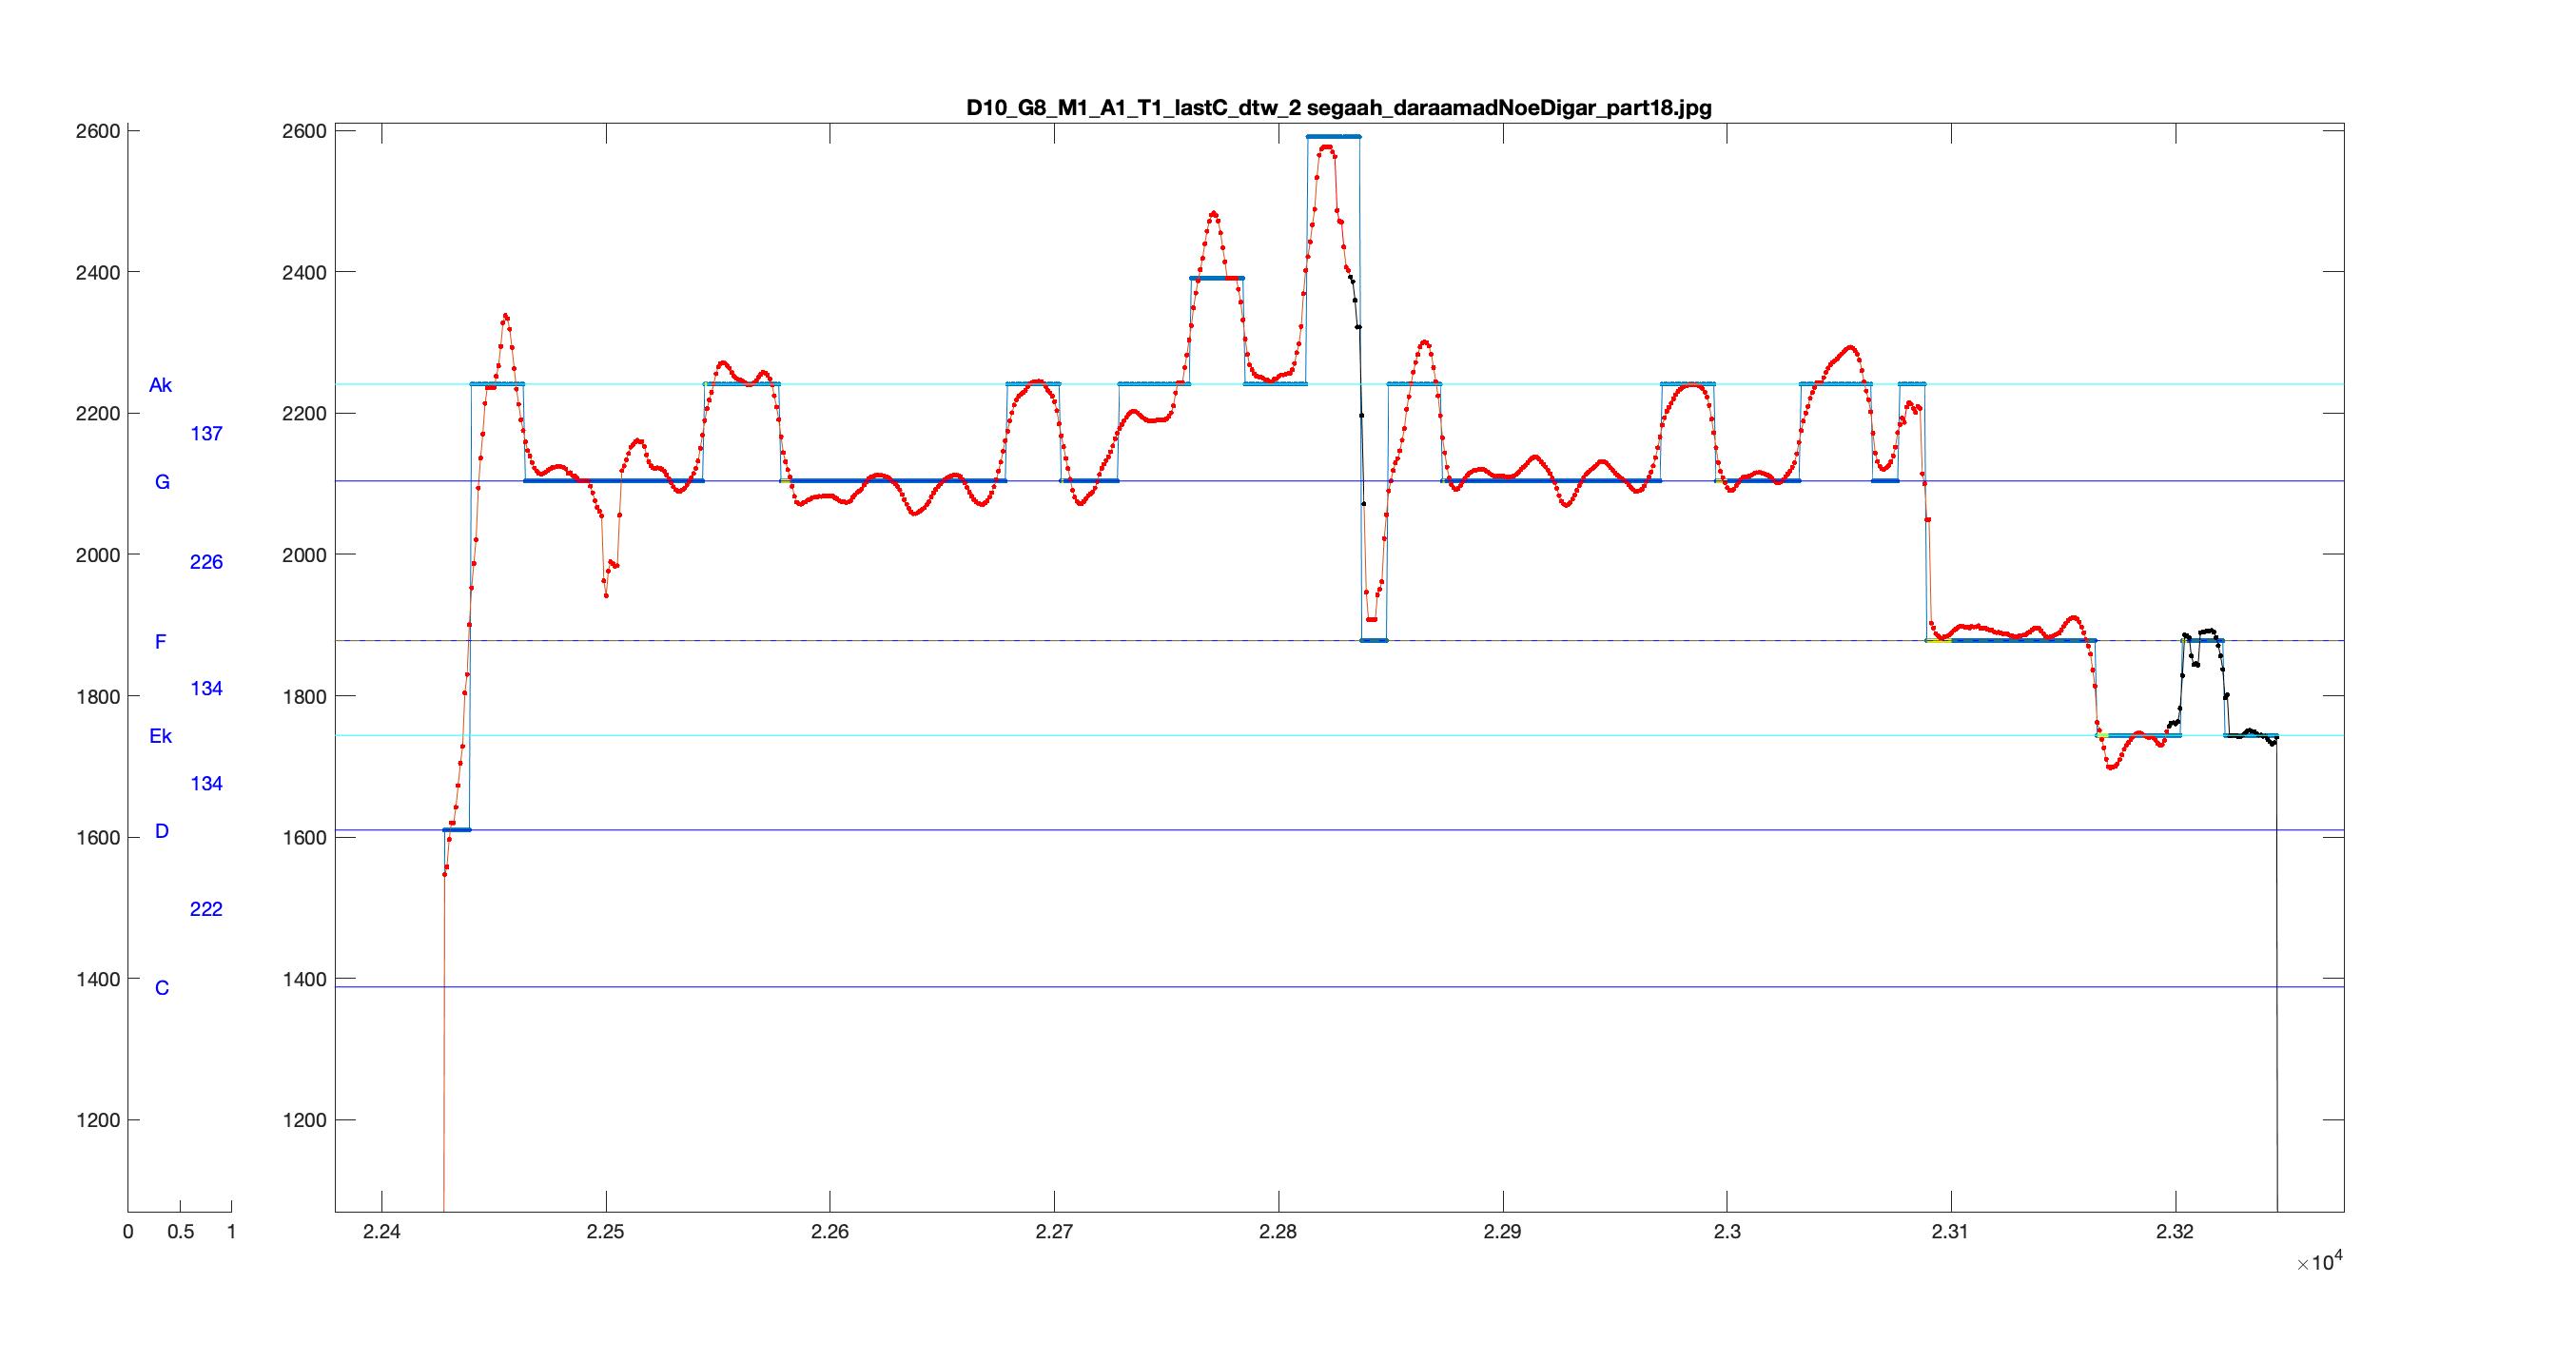 D10_G8_M1_A1_T1_lastC_dtw_2 segaah_daraamadNoeDigar_part18.jpg
2600 2600
2400 2400
Ak
137
2200 2200
G
226
2000 2000
F
134
1800 1800
Ek
134
D
1600 1600
222
C
1400 1400
1200 1200
0 0.5 1 2.24 2.25 2.26 2.27 2.28 2.29 2.3 2.31 2.32
×10⁴